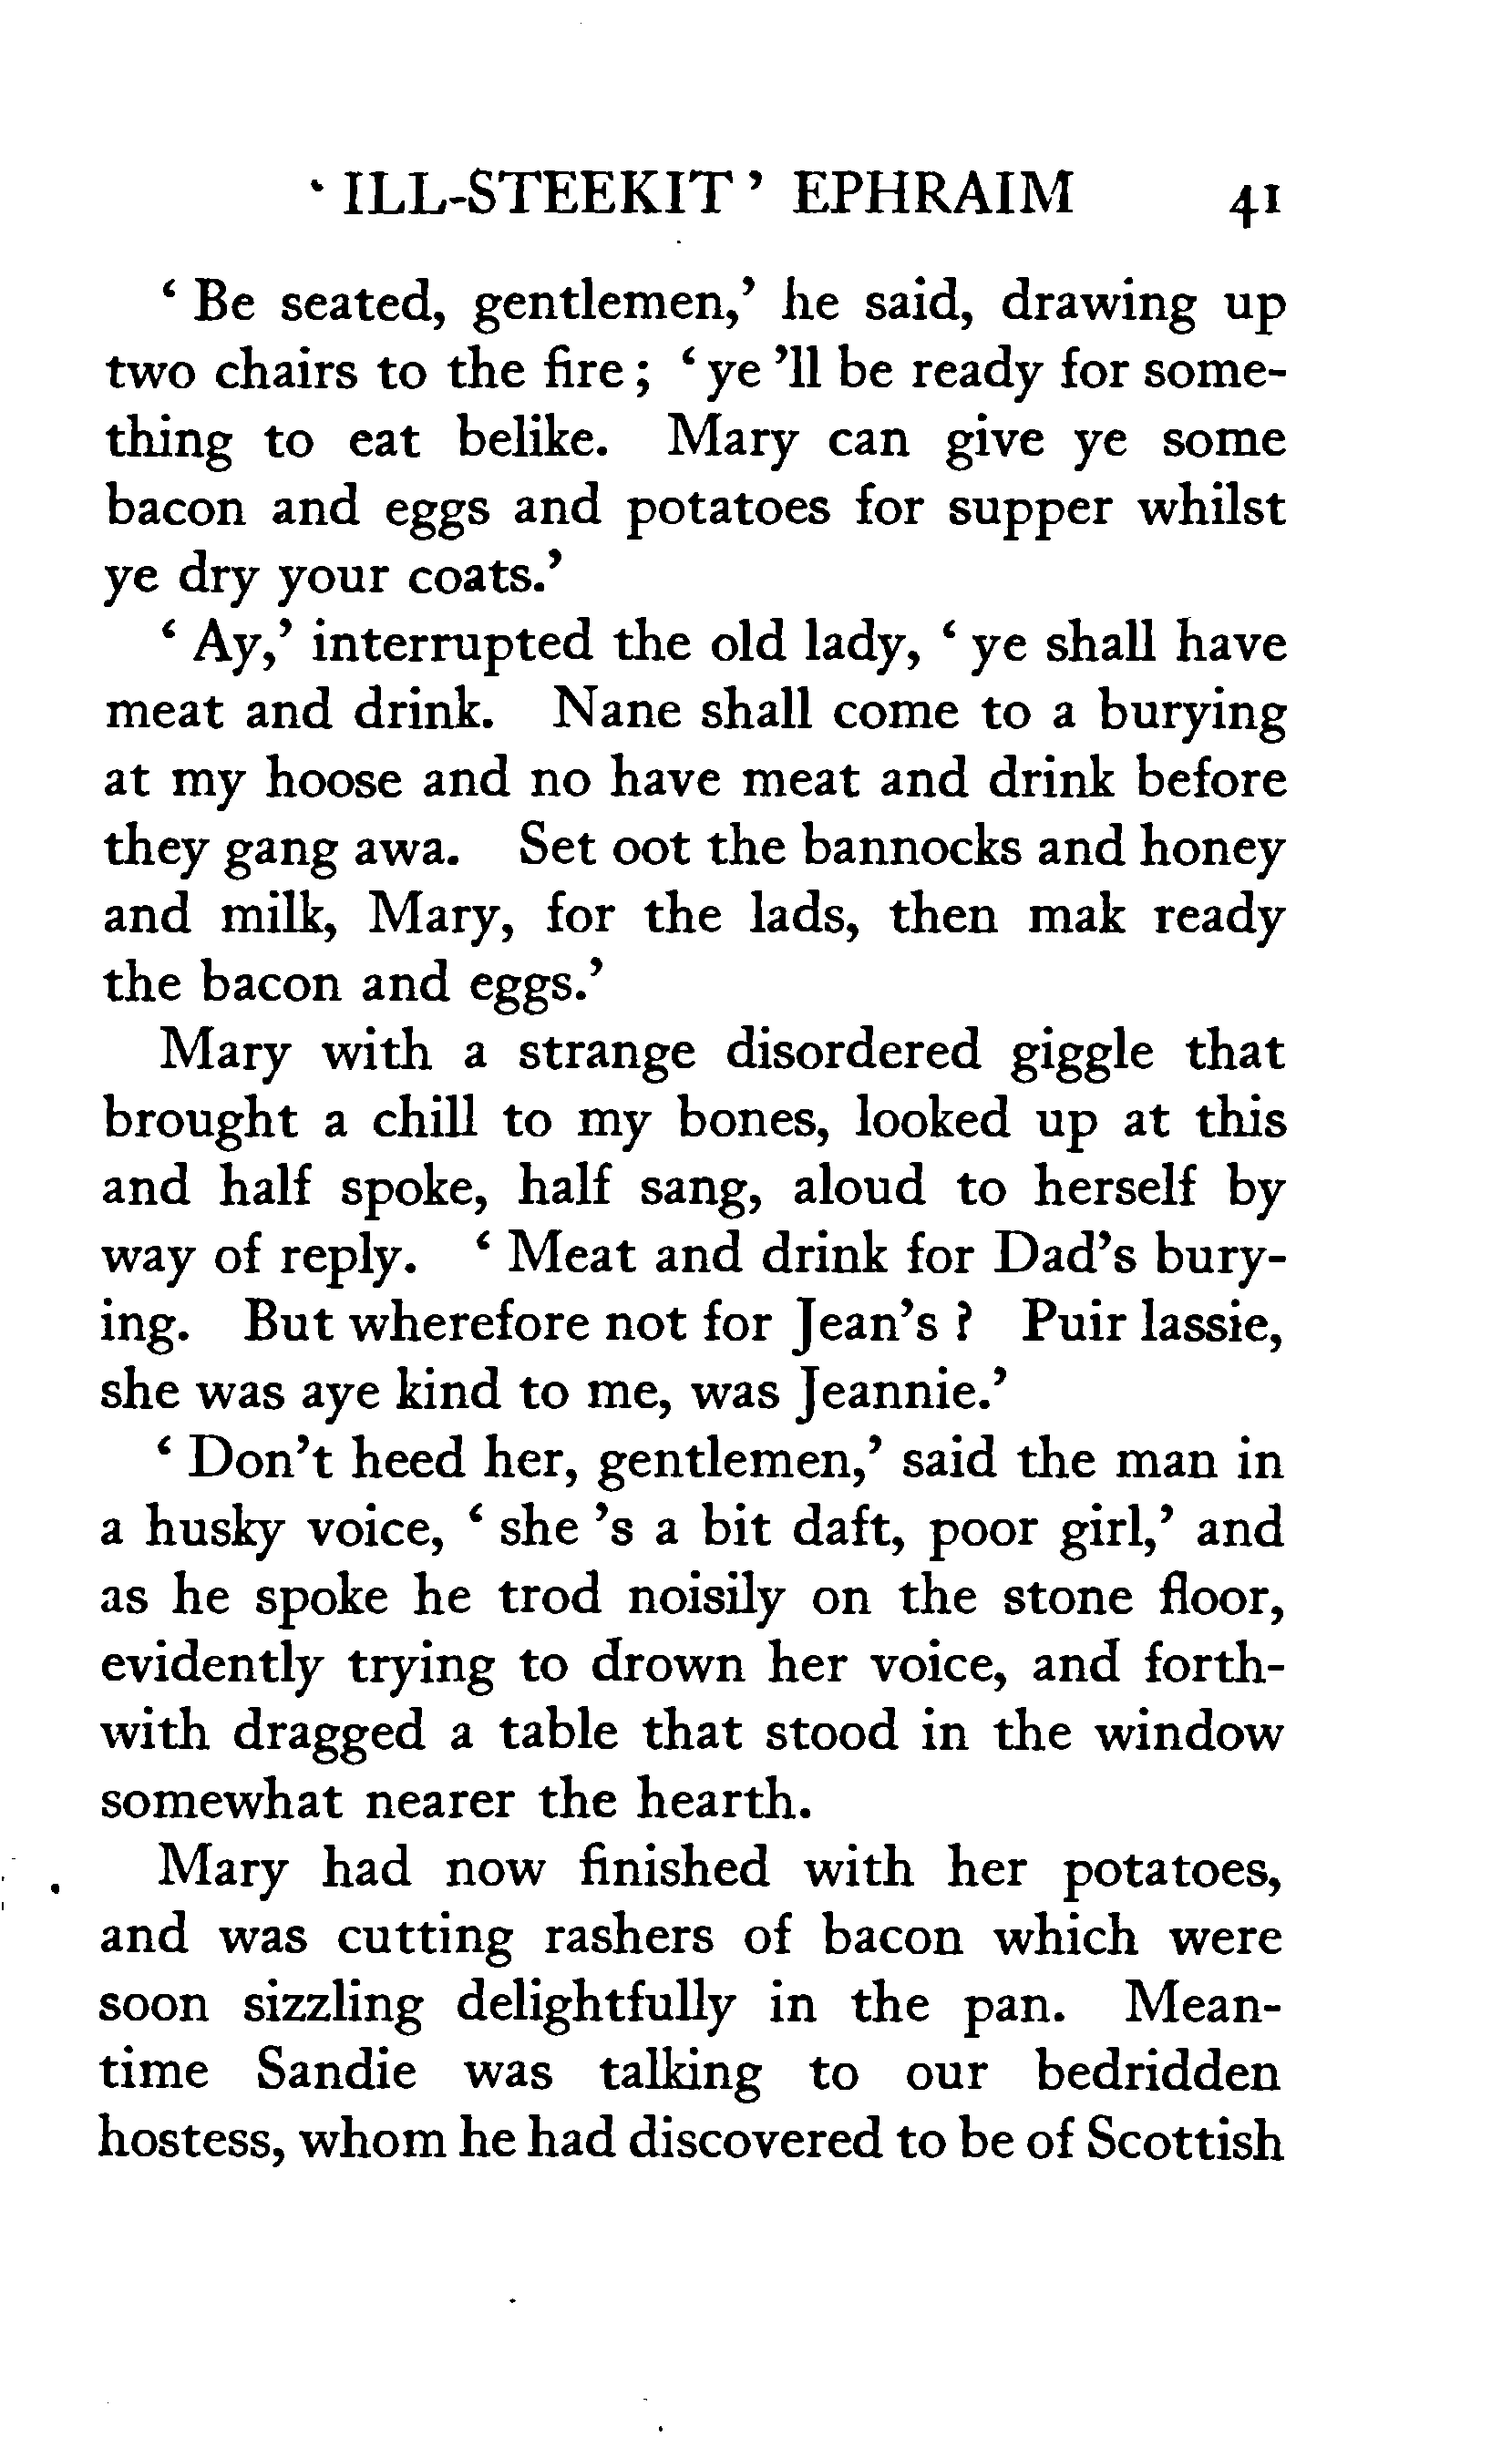 ‘ ILL-STEEKIT ’ EPHRAIM 41
‘ Be seated, gentlemen,’ he said, drawing up
two chairs to the fire ; ‘ ye ’ll be ready for some-
thing to eat belike. Mary can give ye some
bacon and eggs and potatoes for supper whilst
ye dry your coats.’
‘ Ay,’ interrupted the old lady, ‘ ye shall have
meat and drink. Nane shall come to a burying
at my hoose and no have meat and drink before
they gang awa. Set oot the bannocks and honey
and milk, Mary, for the lads, then mak ready
the bacon and eggs.’
Mary with a strange disordered giggle that
brought a chill to my bones, looked up at this
and half spoke, half sang, aloud to herself by
way of reply. ‘ Meat and drink for Dad’s bury-
ing. But wherefore not for Jean’s ? Puir lassie,
she was aye kind to me, was Jeannie.’
‘ Don’t heed her, gentlemen,’ said the man in
a husky voice, ‘ she ’s a bit daft, poor girl,’ and
as he spoke he trod noisily on the stone floor,
evidently trying to drown her voice, and forth-
with dragged a table that stood in the window
somewhat nearer the hearth.
Mary had now finished with her potatoes,
and was cutting rashers of bacon which were
soon sizzling delightfully in the pan. Mean-
time Sandie was talking to our bedridden
hostess, whom he had discovered to be of Scottish